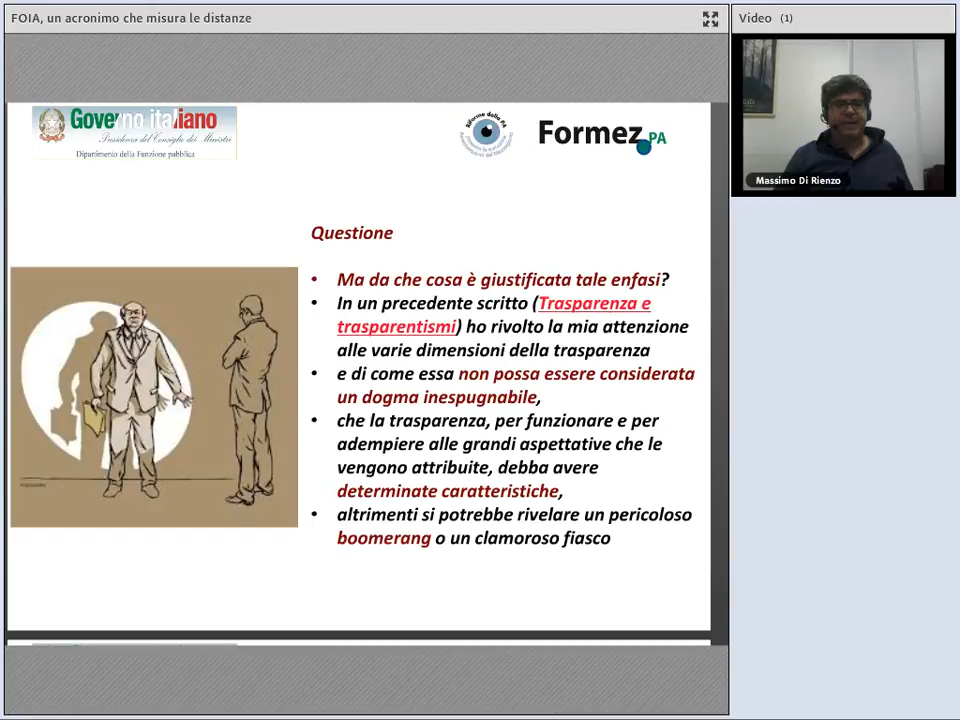 FOIA, un acronimo che misura le distanze
Video (1)
Governo italiano
Presidenza del Consiglio dei Ministri
Dipartimento della Funzione pubblica
Riforme della PA
Formez PA
Massimo Di Rienzo
Questione
• Ma da che cosa è giustificata tale enfasi?
• In un precedente scritto (Trasparenza e
trasparentismi) ho rivolto la mia attenzione
alle varie dimensioni della trasparenza
• e di come essa non possa essere considerata
un dogma inespugnabile,
• che la trasparenza, per funzionare e per
adempiere alle grandi aspettative che le
vengono attribuite, debba avere
determinate caratteristiche,
• altrimenti si potrebbe rivelare un pericoloso
boomerang o un clamoroso fiasco